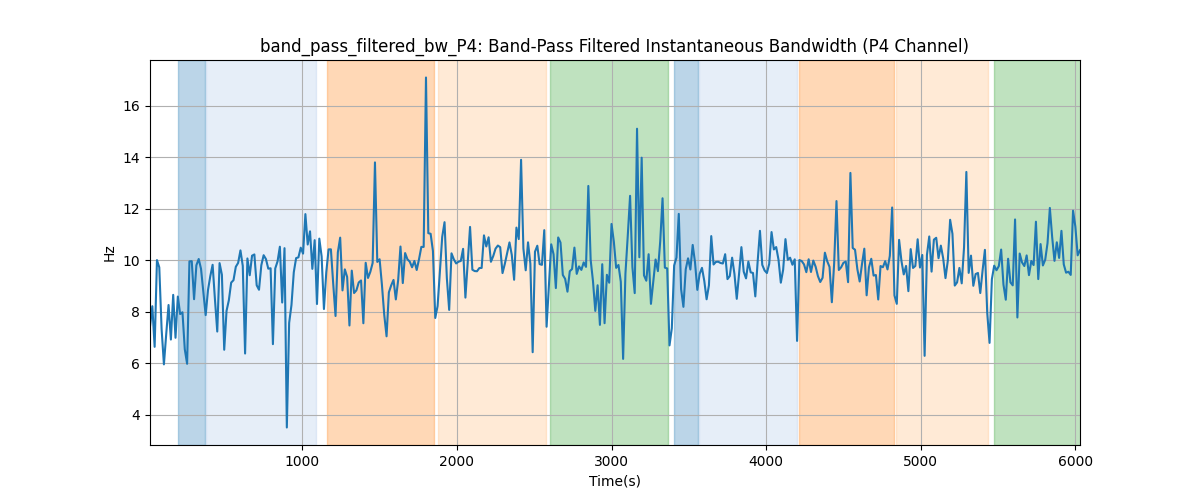 band_pass_filtered_bw_P4: Band-Pass Filtered Instantaneous Bandwidth (P4 Channel)
16
14
12
10
8
6
4
Hz
1000 2000 3000 4000 5000 6000
Time(s)